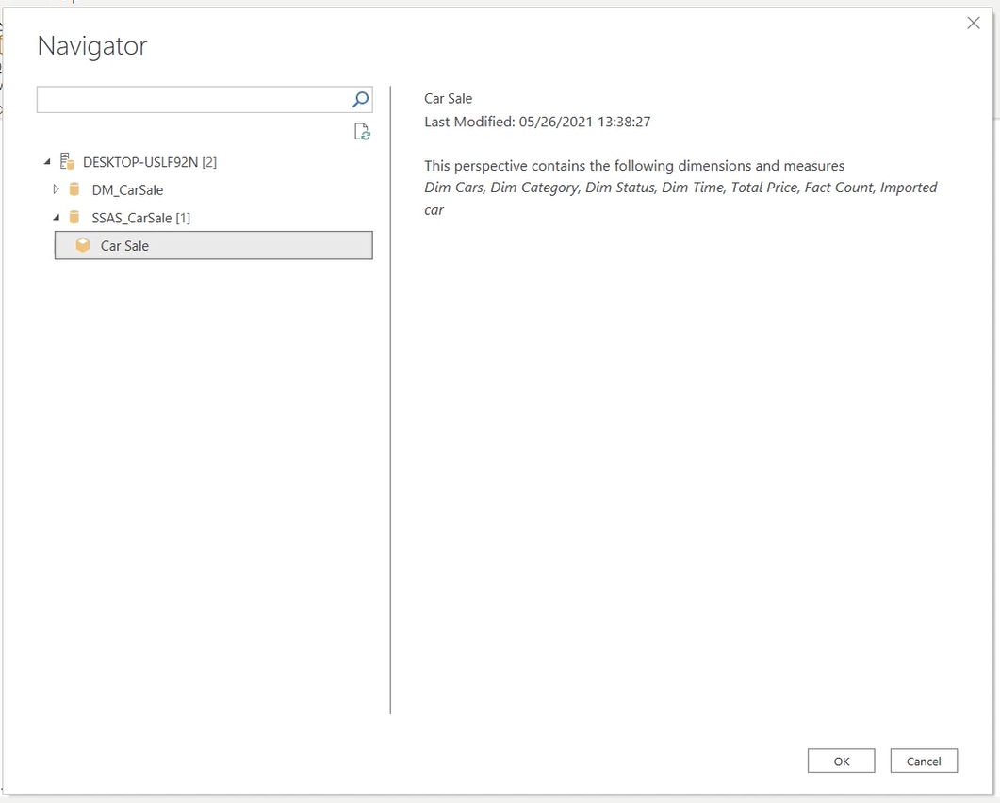 Navigator
DESKTOP-USLF92N [2]
DM_CarSale
SSAS_CarSale [1]
Car Sale
Car Sale
Last Modified: 05/26/2021 13:38:27
This perspective contains the following dimensions and measures
Dim Cars, Dim Category, Dim Status, Dim Time, Total Price, Fact Count, Imported
car
OK
Cancel